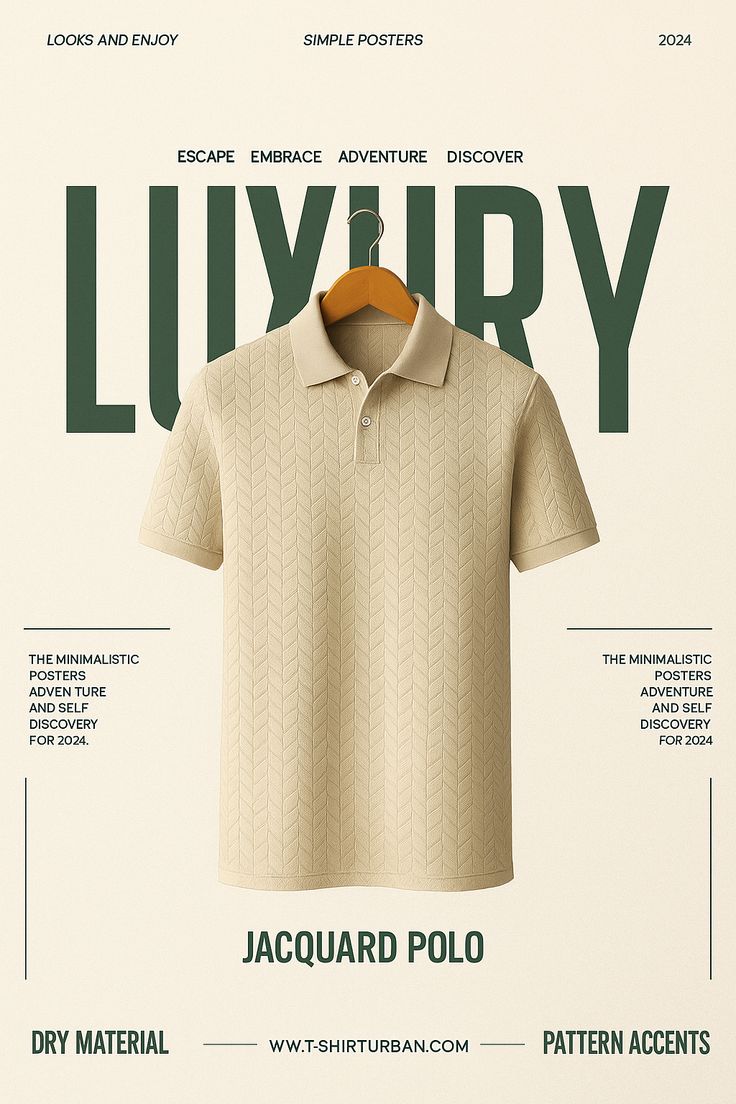 LOOKS AND ENJOY SIMPLE POSTERS 2024
ESCAPE EMBRACE ADVENTURE DISCOVER
LUXURY
THE MINIMALISTIC
POSTERS
ADVEN TURE
AND SELF
DISCOVERY
FOR 2024.
THE MINIMALISTIC
POSTERS
ADVENTURE
AND SELF
DISCOVERY
FOR 2024
JACQUARD POLO
DRY MATERIAL WW.T-SHIRTURBAN.COM PATTERN ACCENTS